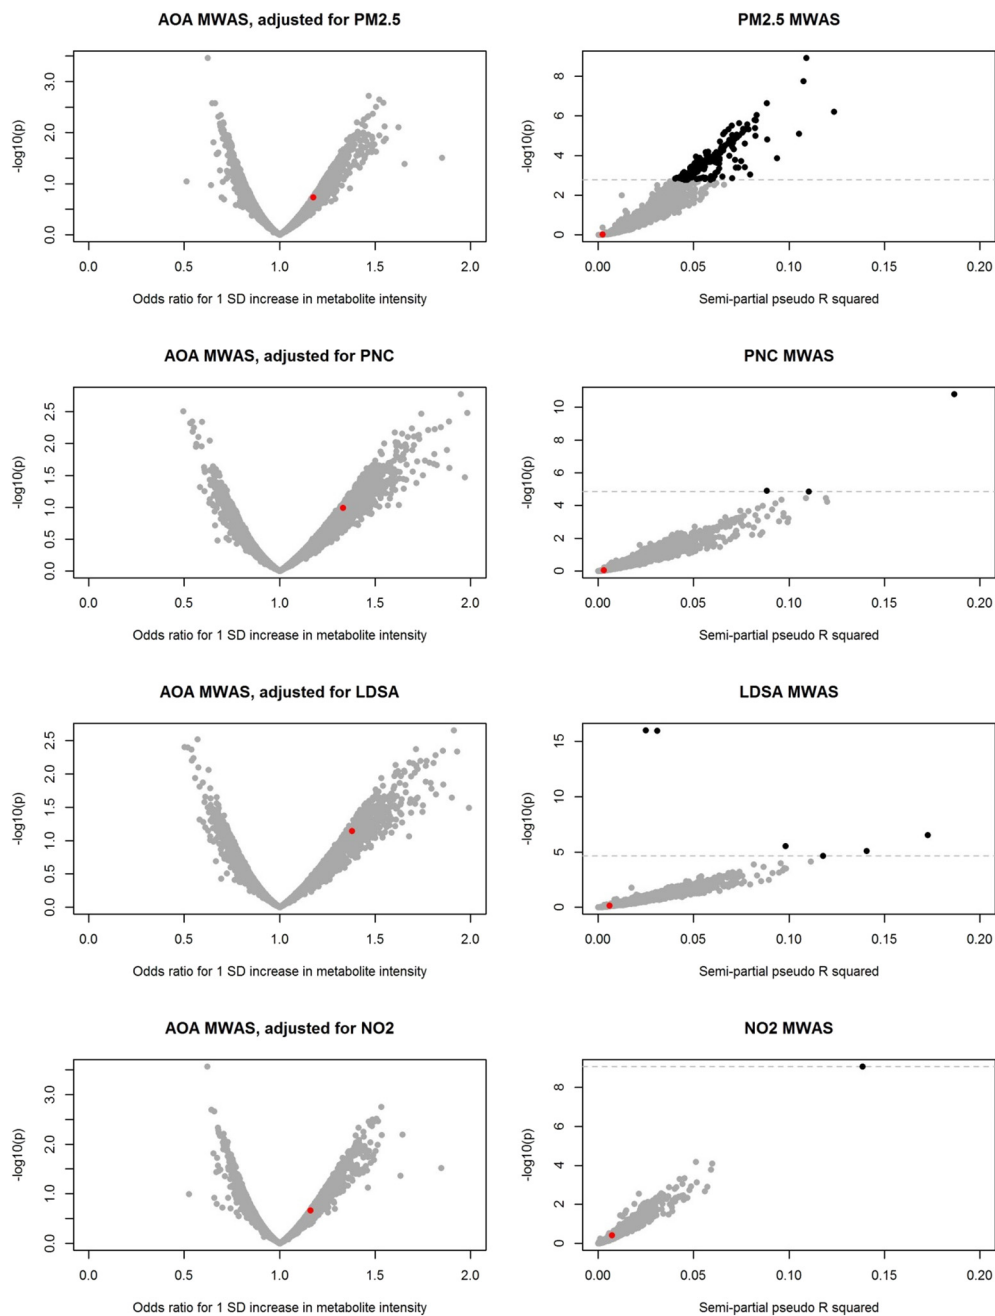 AOA MWAS, adjusted for PM2.5
-log10(p)
0.0 1.0 2.0 3.0
0.0 0.5 1.0 1.5 2.0
Odds ratio for 1 SD increase in metabolite intensity
PM2.5 MWAS
-log10(p)
0 2 4 6 8
0.00 0.05 0.10 0.15 0.20
Semi-partial pseudo R squared
AOA MWAS, adjusted for PNC
-log10(p)
0.0 0.5 1.0 1.5 2.0 2.5
0.0 0.5 1.0 1.5 2.0
Odds ratio for 1 SD increase in metabolite intensity
PNC MWAS
-log10(p)
0 2 4 6 8 10
0.00 0.05 0.10 0.15 0.20
Semi-partial pseudo R squared
AOA MWAS, adjusted for LDSA
-log10(p)
0.0 0.5 1.0 1.5 2.0 2.5
0.0 0.5 1.0 1.5 2.0
Odds ratio for 1 SD increase in metabolite intensity
LDSA MWAS
-log10(p)
0 5 10 15
0.00 0.05 0.10 0.15 0.20
Semi-partial pseudo R squared
AOA MWAS, adjusted for NO2
-log10(p)
0.0 1.0 2.0 3.0
0.0 0.5 1.0 1.5 2.0
Odds ratio for 1 SD increase in metabolite intensity
NO2 MWAS
-log10(p)
0 2 4 6 8
0.00 0.05 0.10 0.15 0.20
Semi-partial pseudo R squared